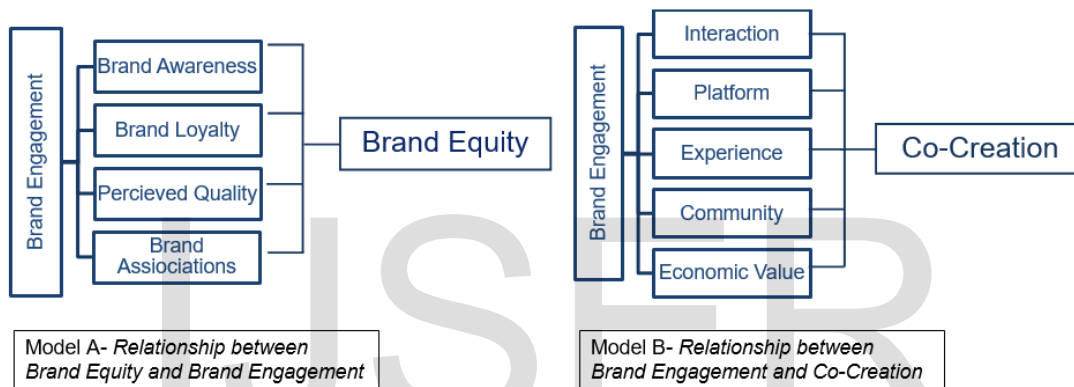 Brand Engagement
Brand Awareness
Brand Loyalty
Percieved Quality
Brand
Assiociations
Brand Equity
Model A- Relationship between
Brand Equity and Brand Engagement
Brand Engagement
Interaction
Platform
Experience
Community
Economic Value
Co-Creation
Model B- Relationship between
Brand Engagement and Co-Creation
IJSER